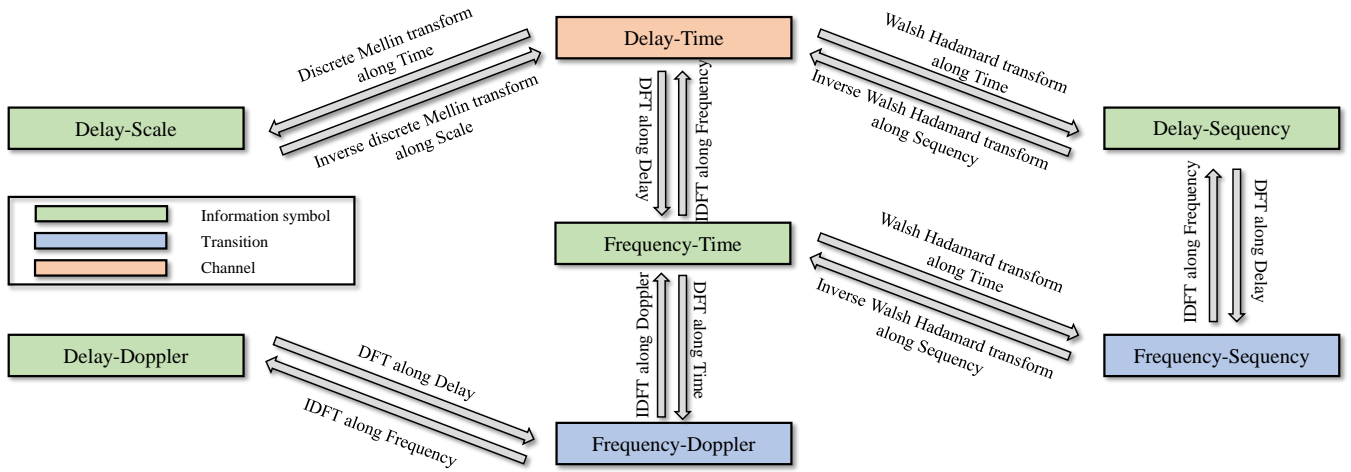 Delay-Time
Discrete Mellin transform
along Time
Inverse discrete Mellin transform
along Scale
Walsh Hadamard transform
along Time
Inverse Walsh Hadamard transform
along Sequency
Delay-Scale
DFT along Delay
IDFT along Frequency
Delay-Sequency
Information symbol
Transition
Channel
Frequency-Time
Walsh Hadamard transform
along Time
Inverse Walsh Hadamard transform
along Sequency
IDFT along Frequency
DFT along Delay
Delay-Doppler
DFT along Delay
IDFT along Frequency
IDFT along Doppler
DFT along Time
Frequency-Sequency
Frequency-Doppler